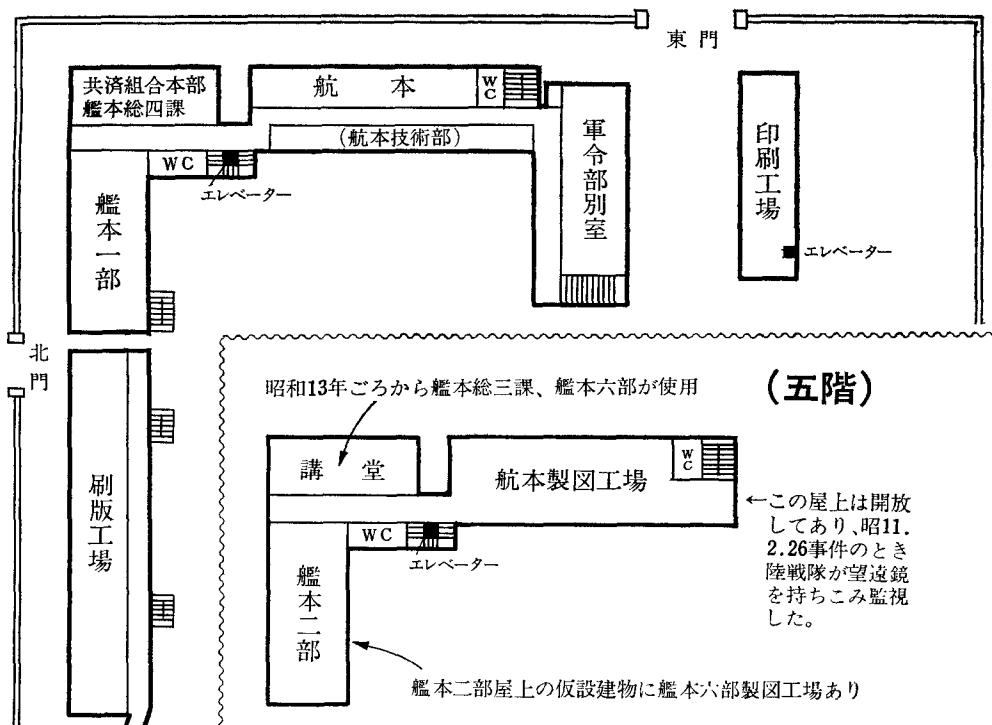 東門
共済組合本部
艦本総四課
航本
WC
(航本技術部)
WC
エレベーター
艦本一部
軍令部別室
印刷工場
エレベーター
北門
刷版工場
(五階)
昭和13年ごろから艦本総三課、艦本六部が使用
講堂
航本製図工場
WC
WC
エレベーター
艦本二部
←この屋上は開放
してあり、昭11.
2.26事件のとき
陸戦隊が望遠鏡
を持ちこみ監視
した。
艦本二部屋上の仮設建物に艦本六部製図工場あり